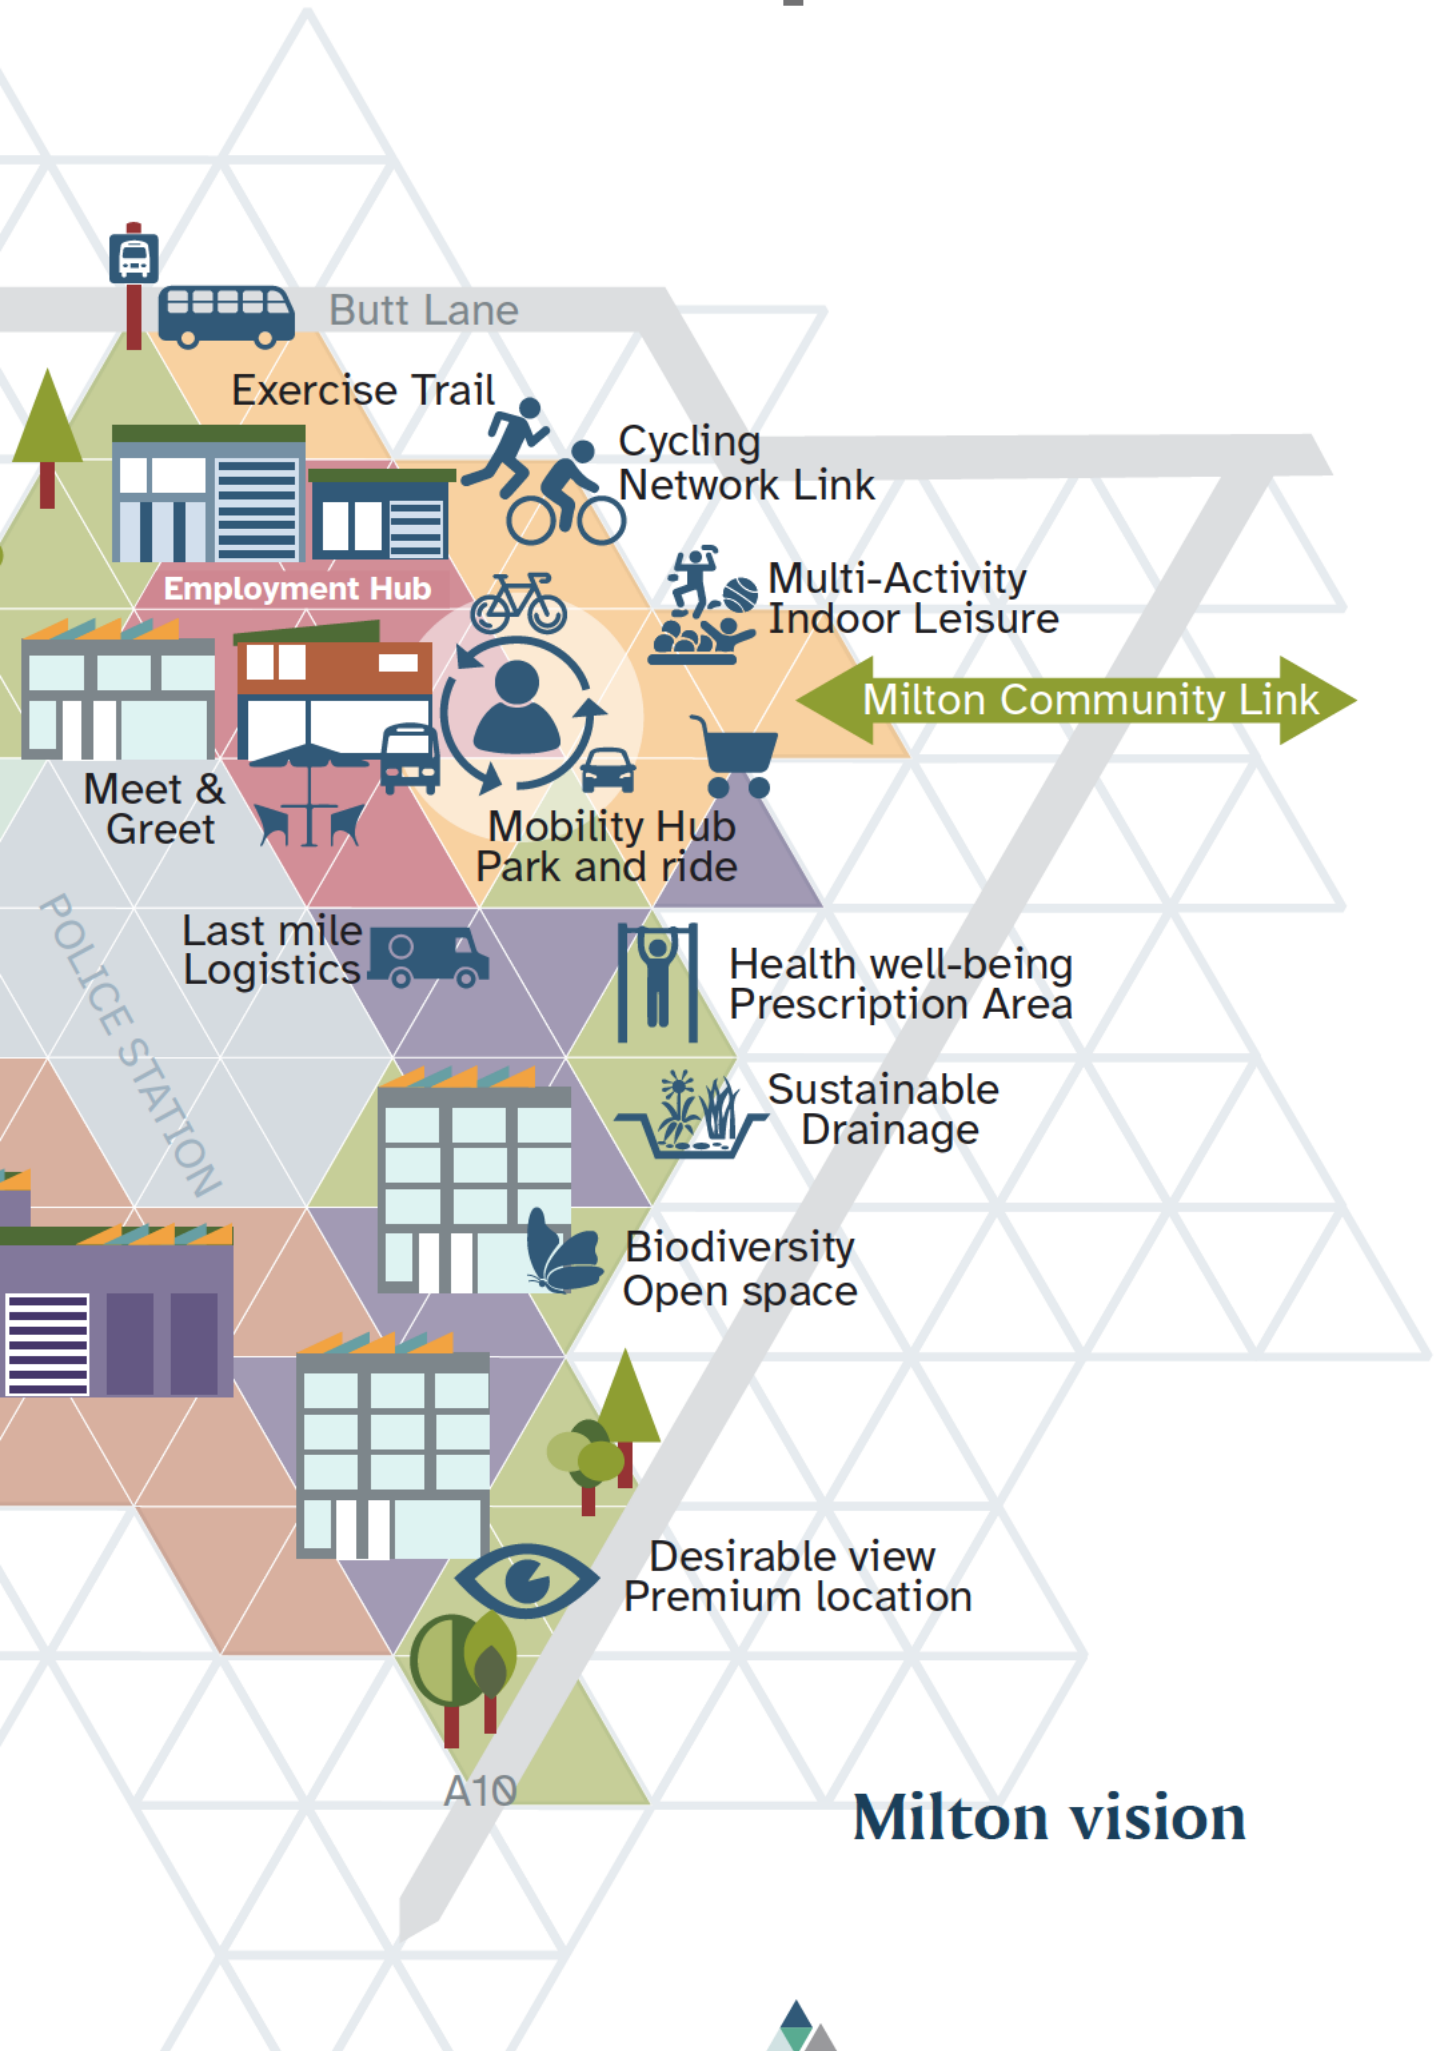 Butt Lane
Exercise Trail
Cycling
Network Link
Multi-Activity
Indoor Leisure
Employment Hub
Milton Community Link
Meet &
Greet
Mobility Hub
Park and ride
POLICE STATION
Last mile
Logistics
Health well-being
Prescription Area
Sustainable
Drainage
Biodiversity
Open space
Desirable view
Premium location
A10
Milton vision